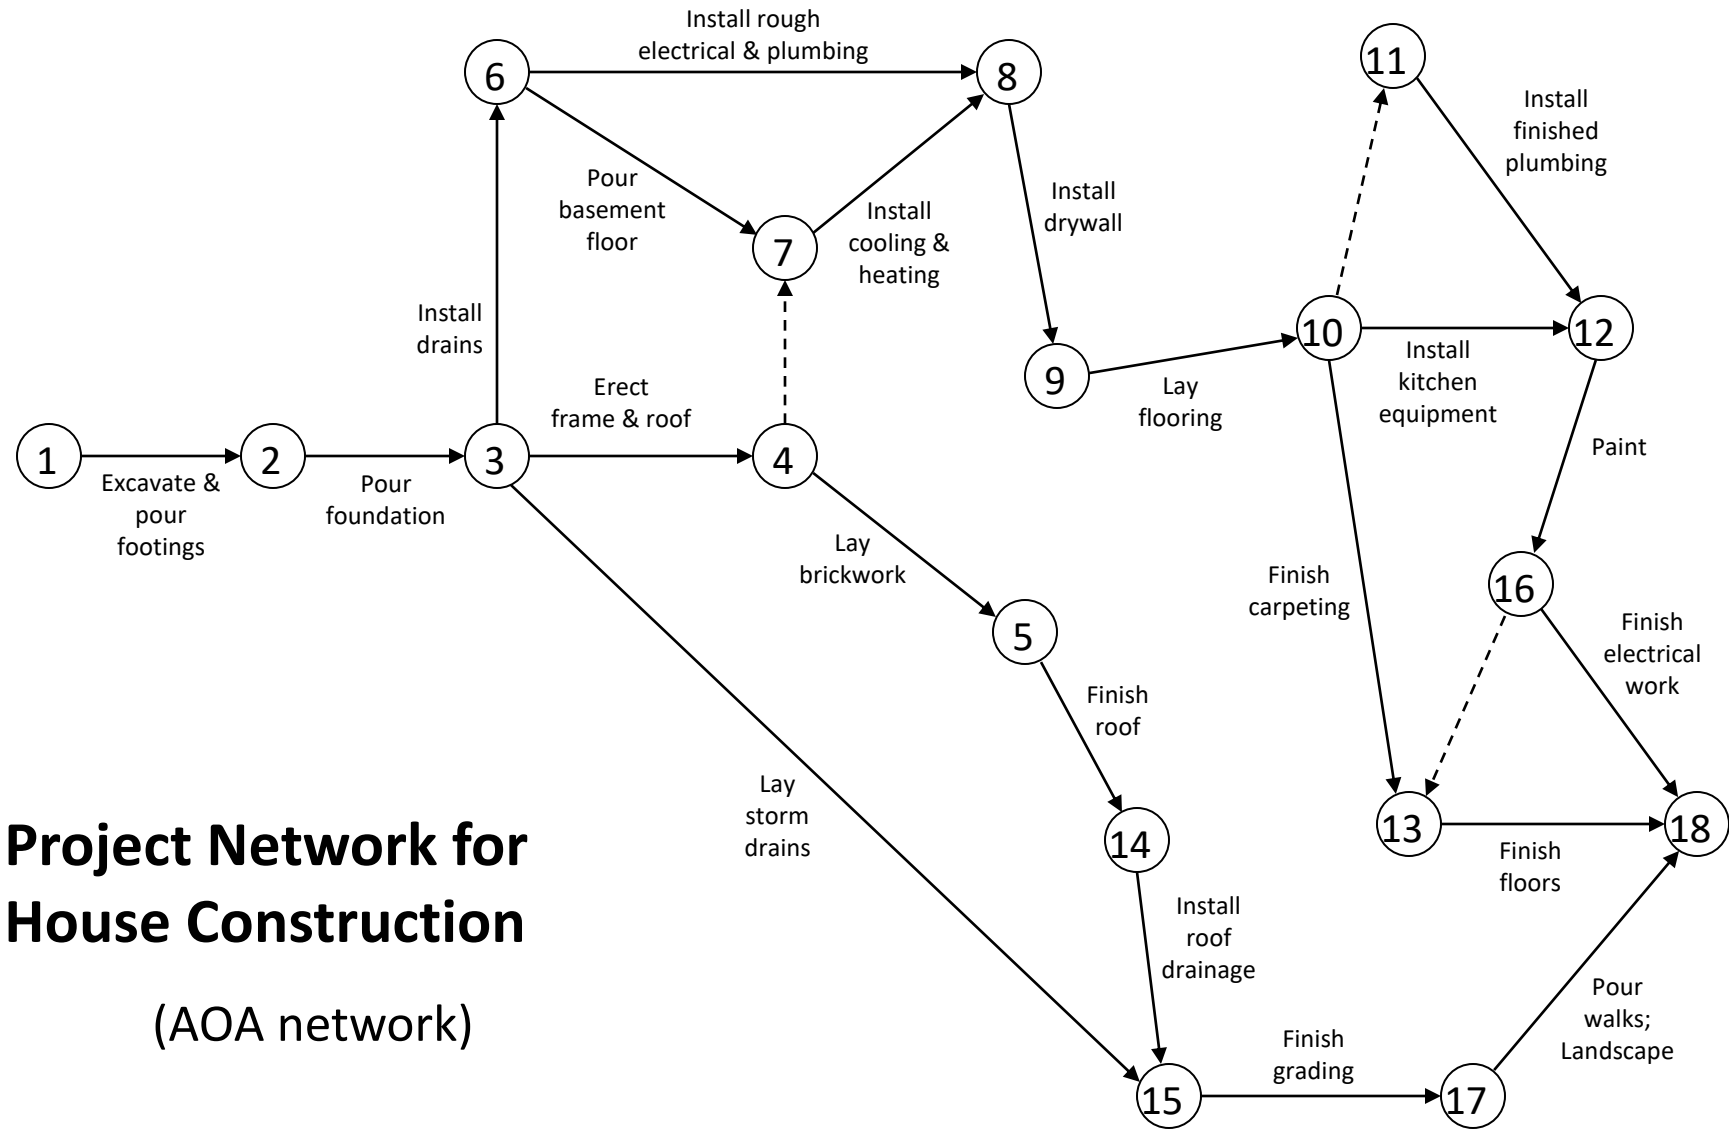 Install rough
electrical & plumbing
6
8
11
Install
finished
plumbing
Pour
basement
floor
7
Install
cooling &
heating
Install
drywall
Install
drains
9
Lay
flooring
10
Install
kitchen
equipment
12
Paint
1
Excavate &
pour
footings
2
Pour
foundation
3
Erect
frame & roof
4
Lay
brickwork
5
Finish
roof
Finish
carpeting
16
Finish
electrical
work
Lay
storm
drains
14
Install
roof
drainage
13
Finish
floors
18
Project Network for
House Construction
(AOA network)
15
Finish
grading
17
Pour
walks;
Landscape